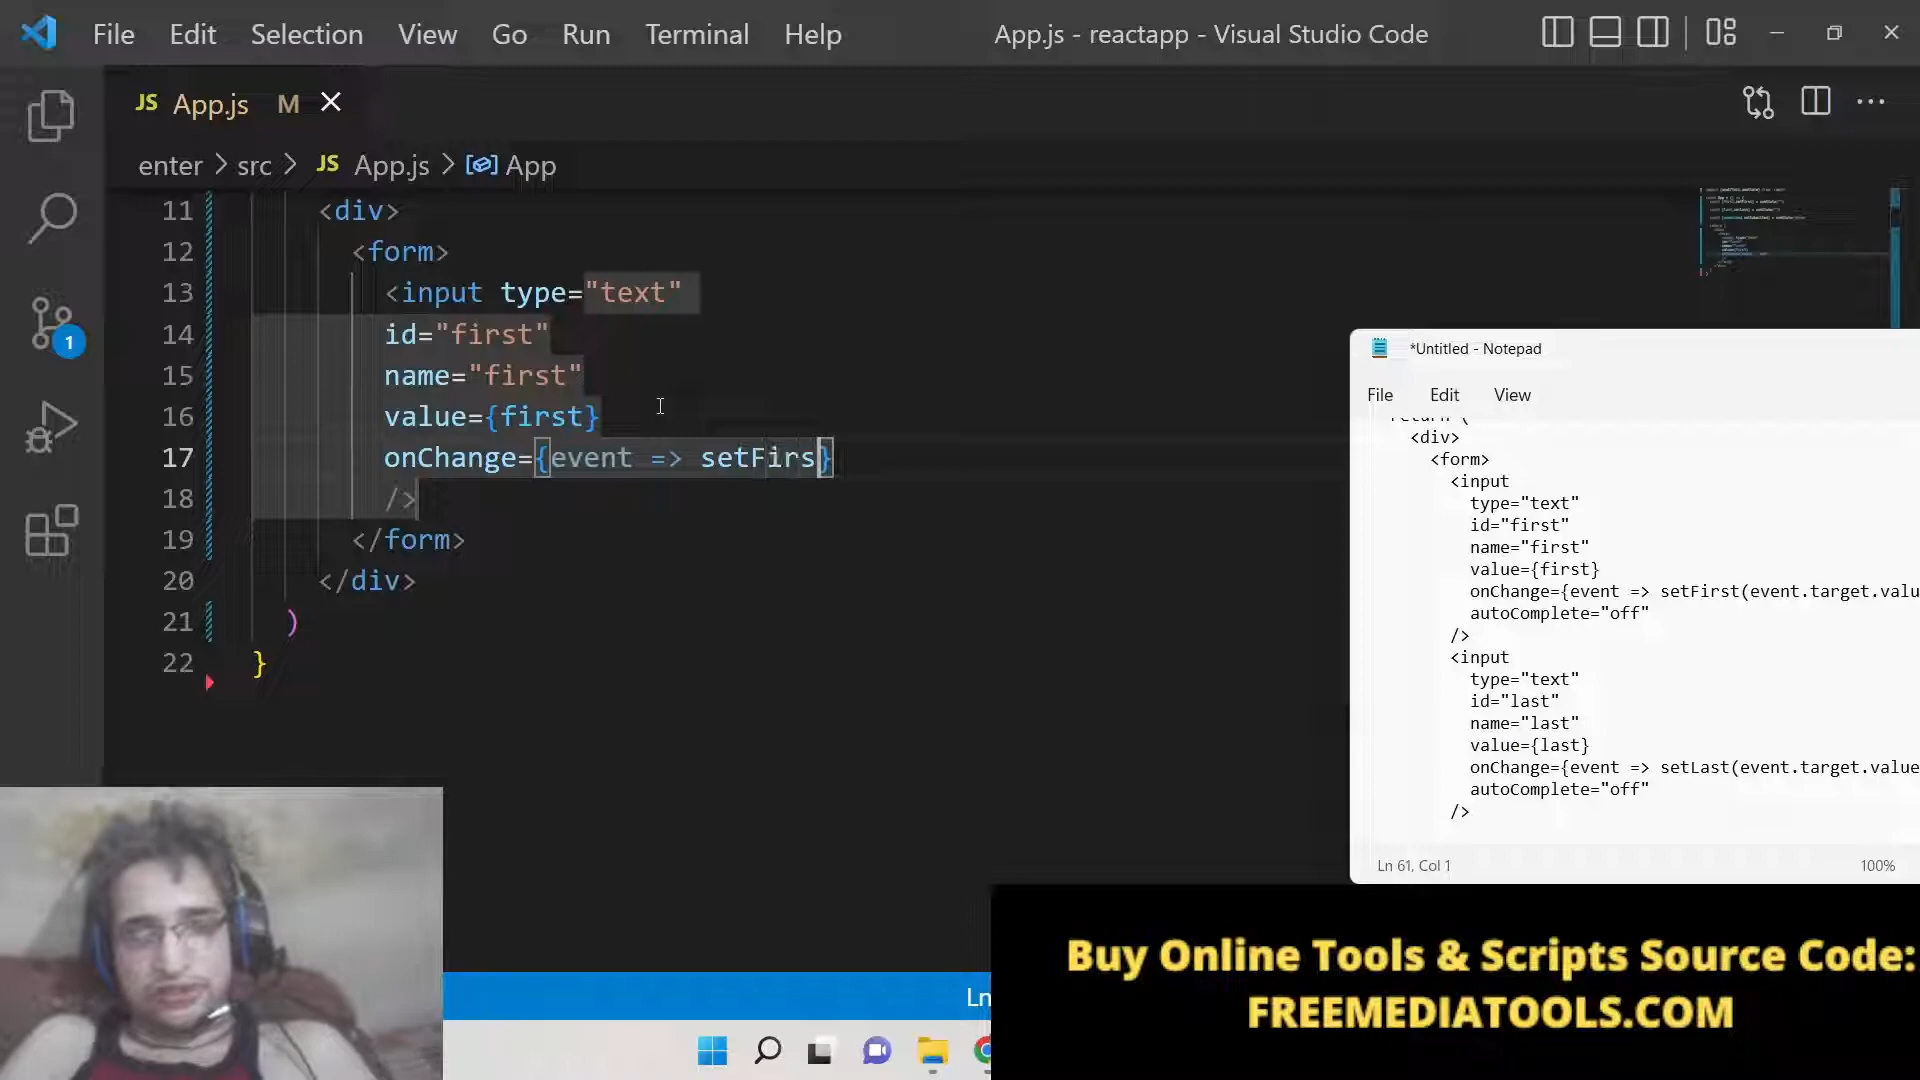 File Edit Selection View Go Run Terminal Help App.js - reactapp - Visual Studio Code
JS App.js M
enter > src > JS App.js > App
11 <div>
12 <form>
13 <input type="text"
14 id="first"
15 name="first"
16 value={first}
17 onChange={event => setFirs}
18 />
19 </form>
20 </div>
21 )
22 }
1
*Untitled - Notepad
File Edit View
return (
<div>
<form>
<input
type="text"
id="first"
name="first"
value={first}
onChange={event => setFirst(event.target.valu
autoComplete="off"
/>
<input
type="text"
id="last"
name="last"
value={last}
onChange={event => setLast(event.target.value
autoComplete="off"
/>
Ln 61, Col 1 100%
Ln
Buy Online Tools & Scripts Source Code:
FREEMEDIATOOLS.COM